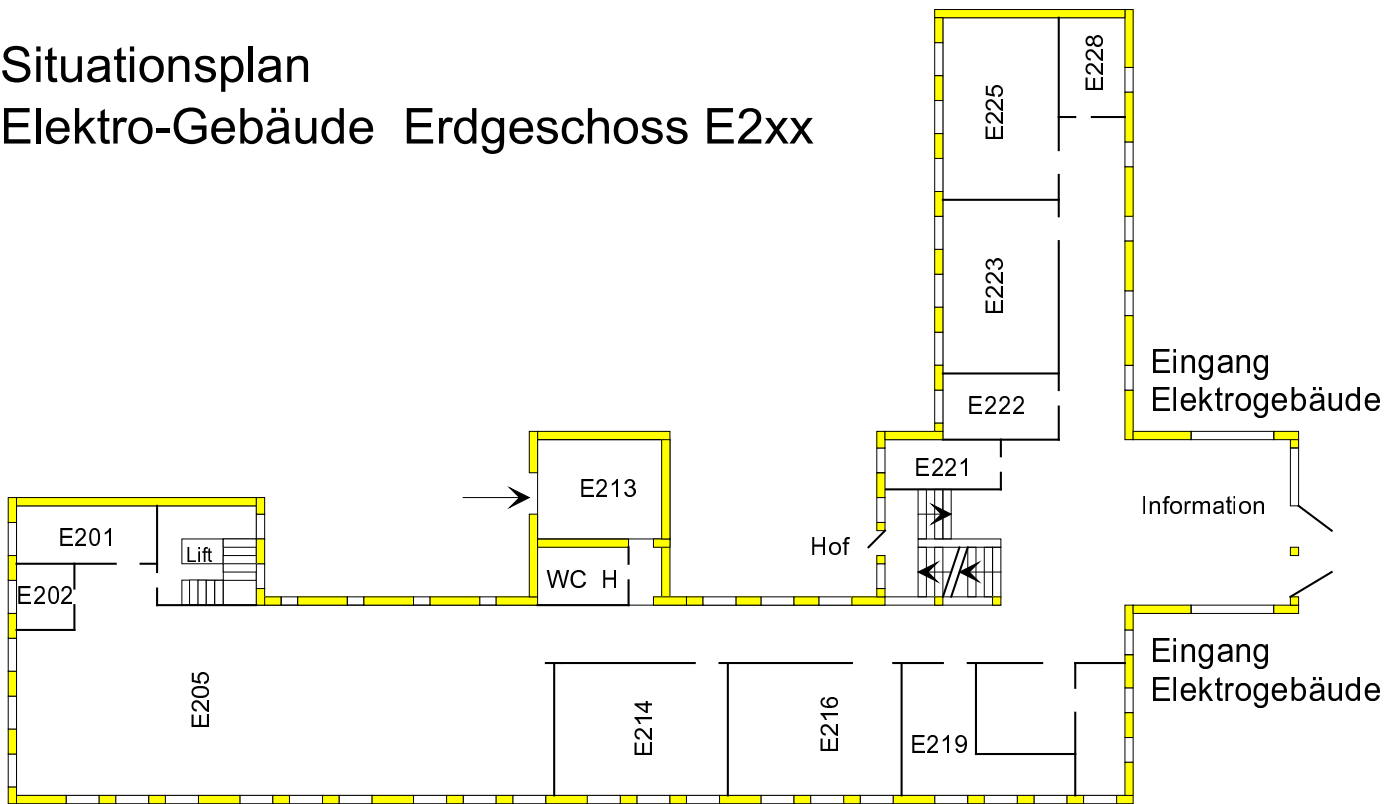 Situationsplan
Elektro-Gebäude Erdgeschoss E2xx
E228
E225
E223
Eingang
Elektrogebäude
E222
E221
E213
Information
E201
Lift
Hof
WC H
E202
Eingang
Elektrogebäude
E205
E214
E216
E219